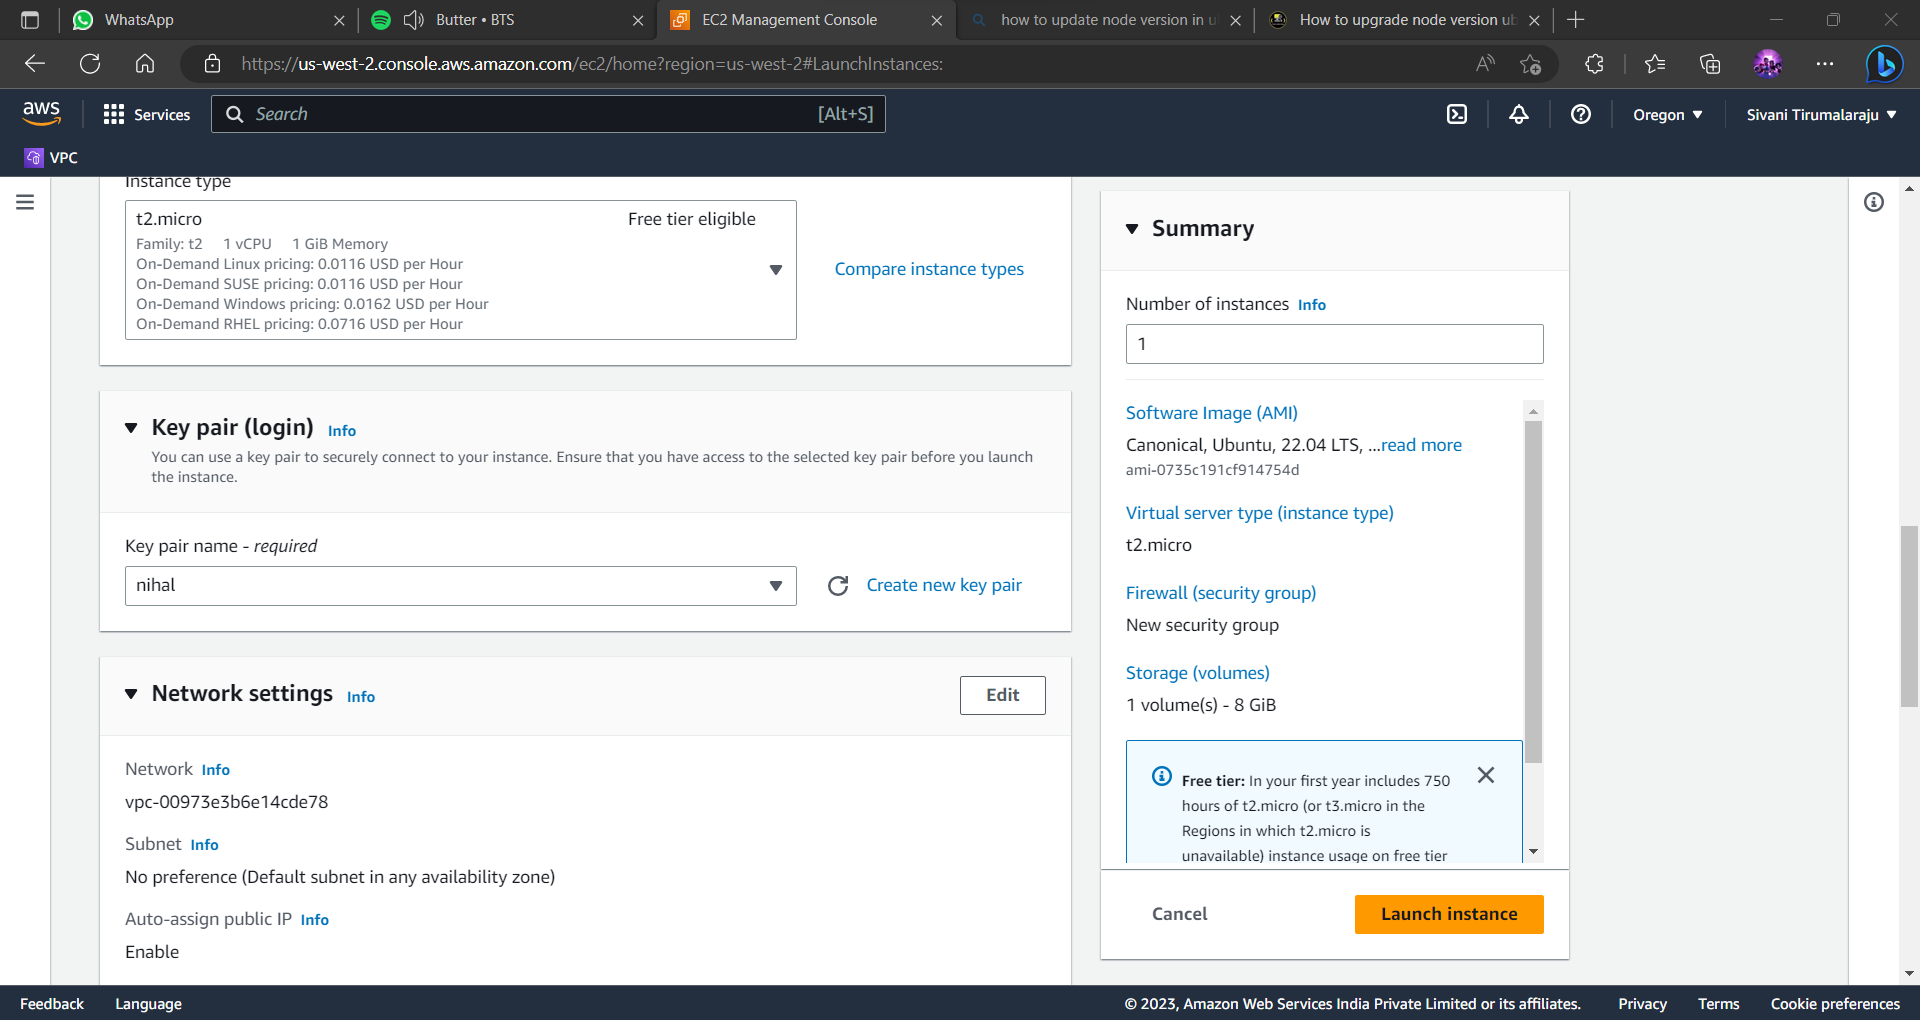 WhatsApp
Butter • BTS
EC2 Management Console
how to update node version in u
How to upgrade node version ub
https://us-west-2.console.aws.amazon.com/ec2/home?region=us-west-2#LaunchInstances:
aws
Services
Search
[Alt+S]
Oregon
Sivani Tirumalaraju
VPC
Instance type
t2.micro
Free tier eligible
Family: t2 1 vCPU 1 GiB Memory
On-Demand Linux pricing: 0.0116 USD per Hour
On-Demand SUSE pricing: 0.0116 USD per Hour
On-Demand Windows pricing: 0.0162 USD per Hour
On-Demand RHEL pricing: 0.0716 USD per Hour
Compare instance types
Key pair (login) Info
You can use a key pair to securely connect to your instance. Ensure that you have access to the selected key pair before you launch
the instance.
Key pair name - required
nihal
Create new key pair
Network settings Info
Edit
Network Info
vpc-00973e3b6e14cde78
Subnet Info
No preference (Default subnet in any availability zone)
Auto-assign public IP Info
Enable
Summary
Number of instances Info
1
Software Image (AMI)
Canonical, Ubuntu, 22.04 LTS, ...read more
ami-0735c191cf914754d
Virtual server type (instance type)
t2.micro
Firewall (security group)
New security group
Storage (volumes)
1 volume(s) - 8 GiB
Free tier: In your first year includes 750
hours of t2.micro (or t3.micro in the
Regions in which t2.micro is
unavailable) instance usage on free tier
Cancel
Launch instance
Feedback
Language
© 2023, Amazon Web Services India Private Limited or its affiliates.
Privacy
Terms
Cookie preferences